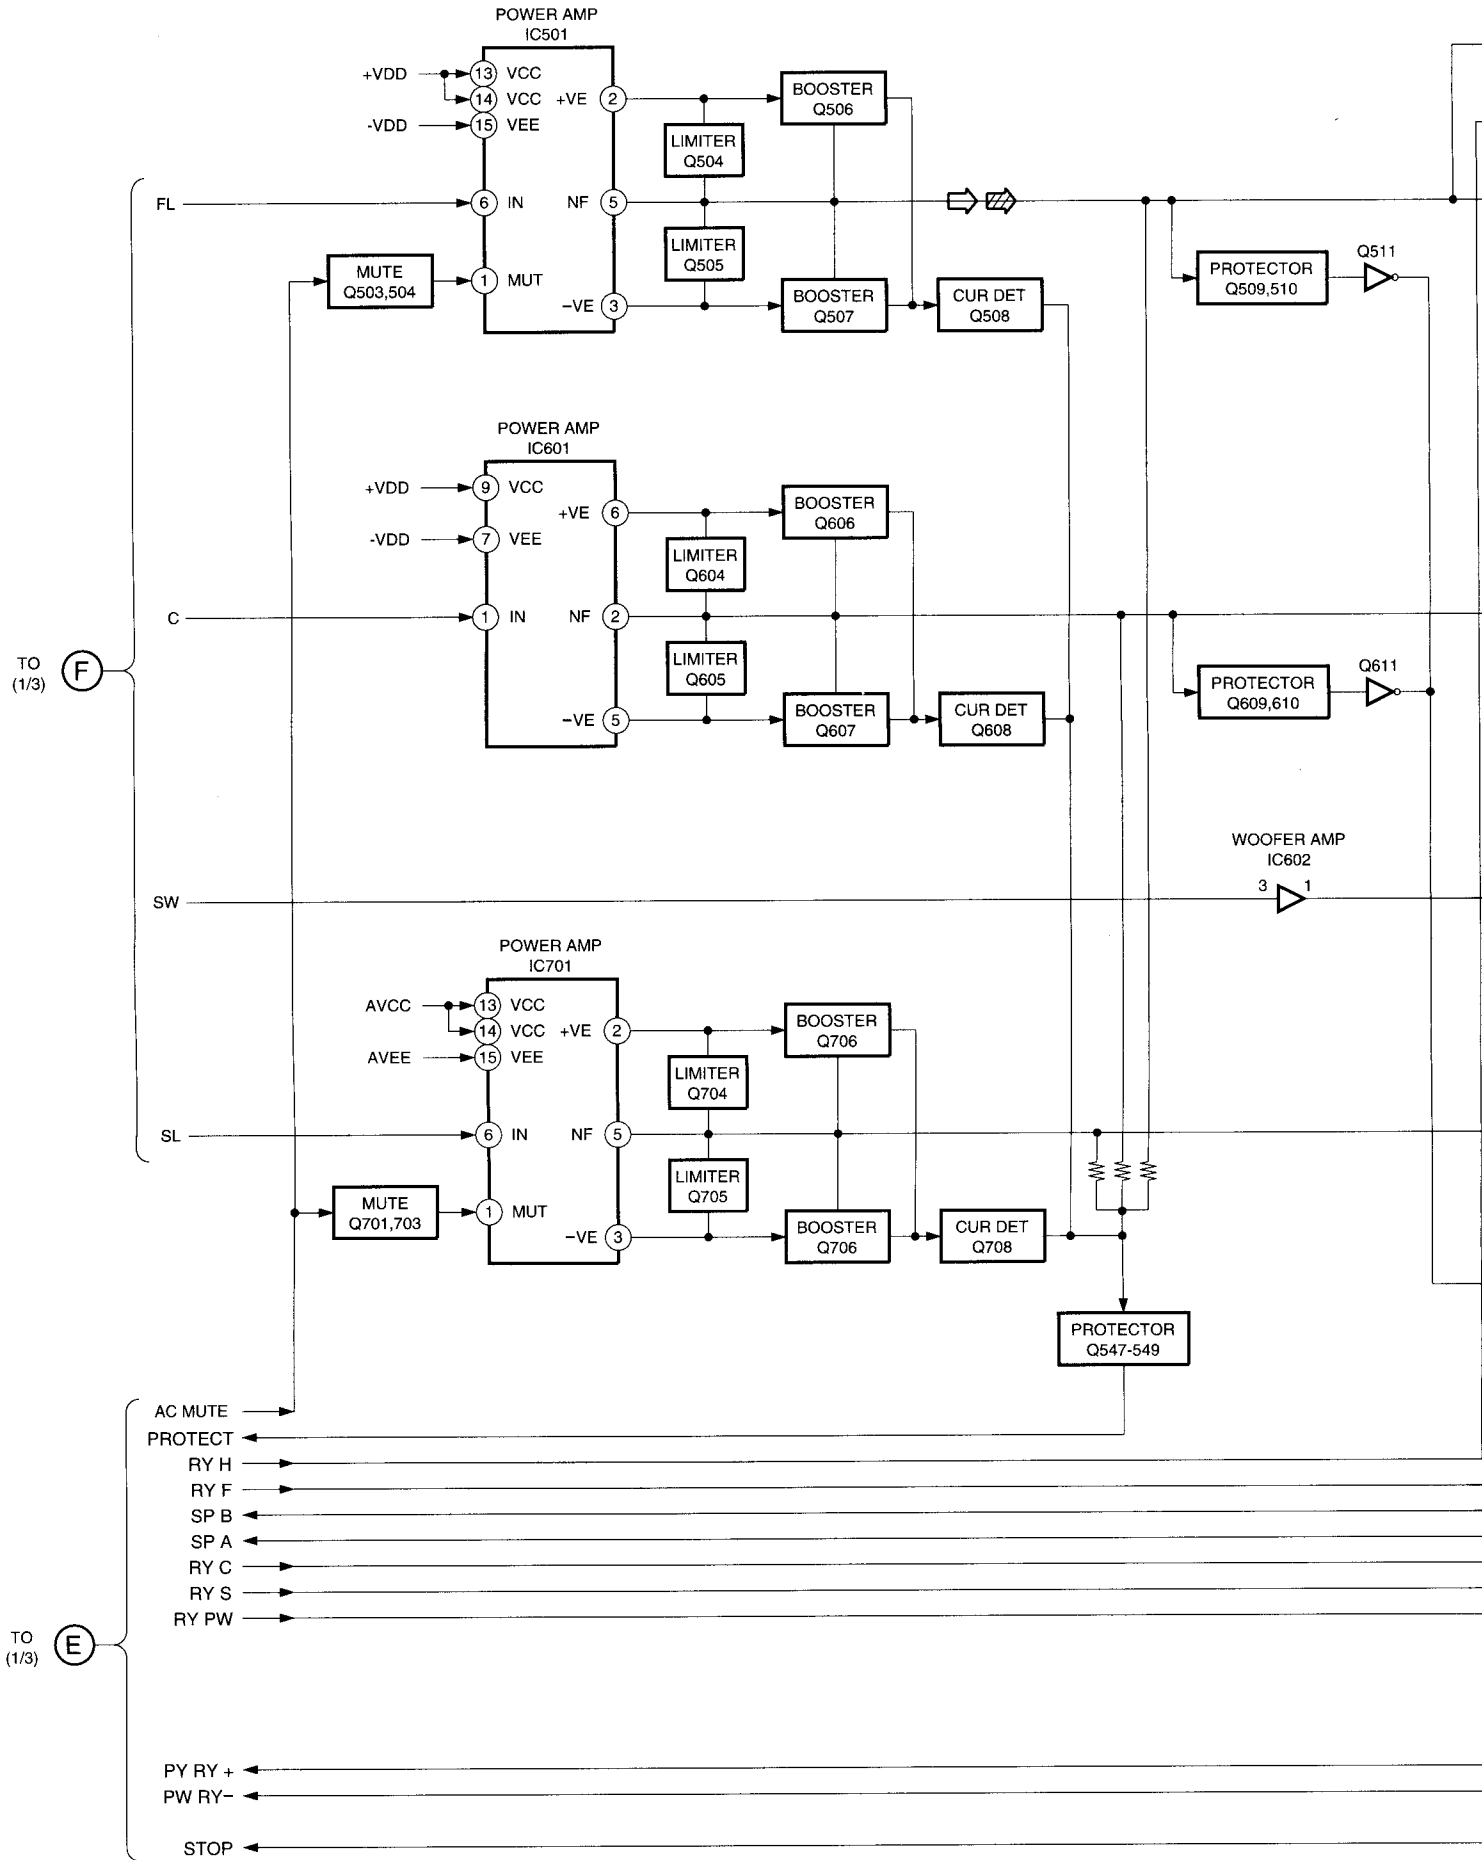 POWER AMP
IC501
+VDD
13 VCC
14 VCC
+VE 2
-VDD
15 VEE
BOOSTER
Q506
LIMITER
Q504
FL
6 IN
NF 5
LIMITER
Q505
MUTE
Q503,504
1 MUT
−VE 3
BOOSTER
Q507
CUR DET
Q508
PROTECTOR
Q509,510
Q511
POWER AMP
IC601
+VDD
9 VCC
+VE 6
-VDD
7 VEE
BOOSTER
Q606
LIMITER
Q604
C
1 IN
NF 2
LIMITER
Q605
−VE 5
BOOSTER
Q607
CUR DET
Q608
PROTECTOR
Q609,610
Q611
TO
(1/3)
F
WOOFER AMP
IC602
3
1
SW
POWER AMP
IC701
AVCC
13 VCC
14 VCC
+VE 2
AVEE
15 VEE
BOOSTER
Q706
LIMITER
Q704
SL
6 IN
NF 5
LIMITER
Q705
MUTE
Q701,703
1 MUT
−VE 3
BOOSTER
Q706
CUR DET
Q708
PROTECTOR
Q547-549
AC MUTE
PROTECT
RY H
RY F
SP B
SP A
RY C
RY S
RY PW
TO
(1/3)
E
PY RY +
PW RY−
STOP